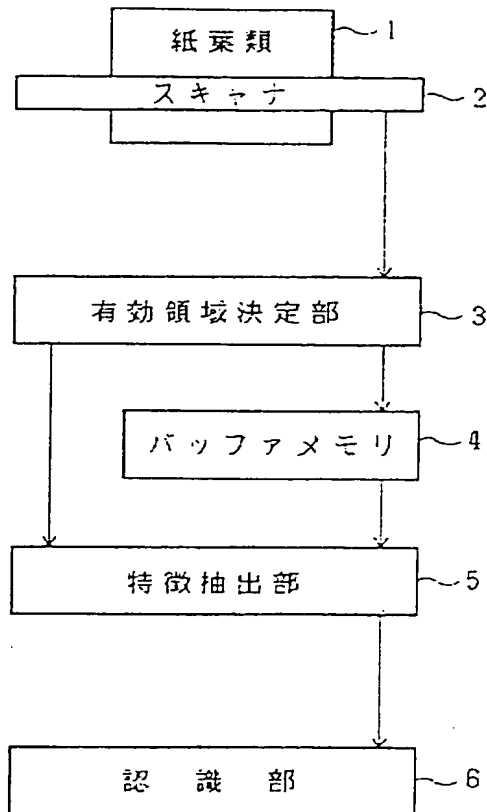 紙葉類 1
スキャナ 2
有効領域決定部 3
バッファメモリ 4
特徴抽出部 5
認識部 6